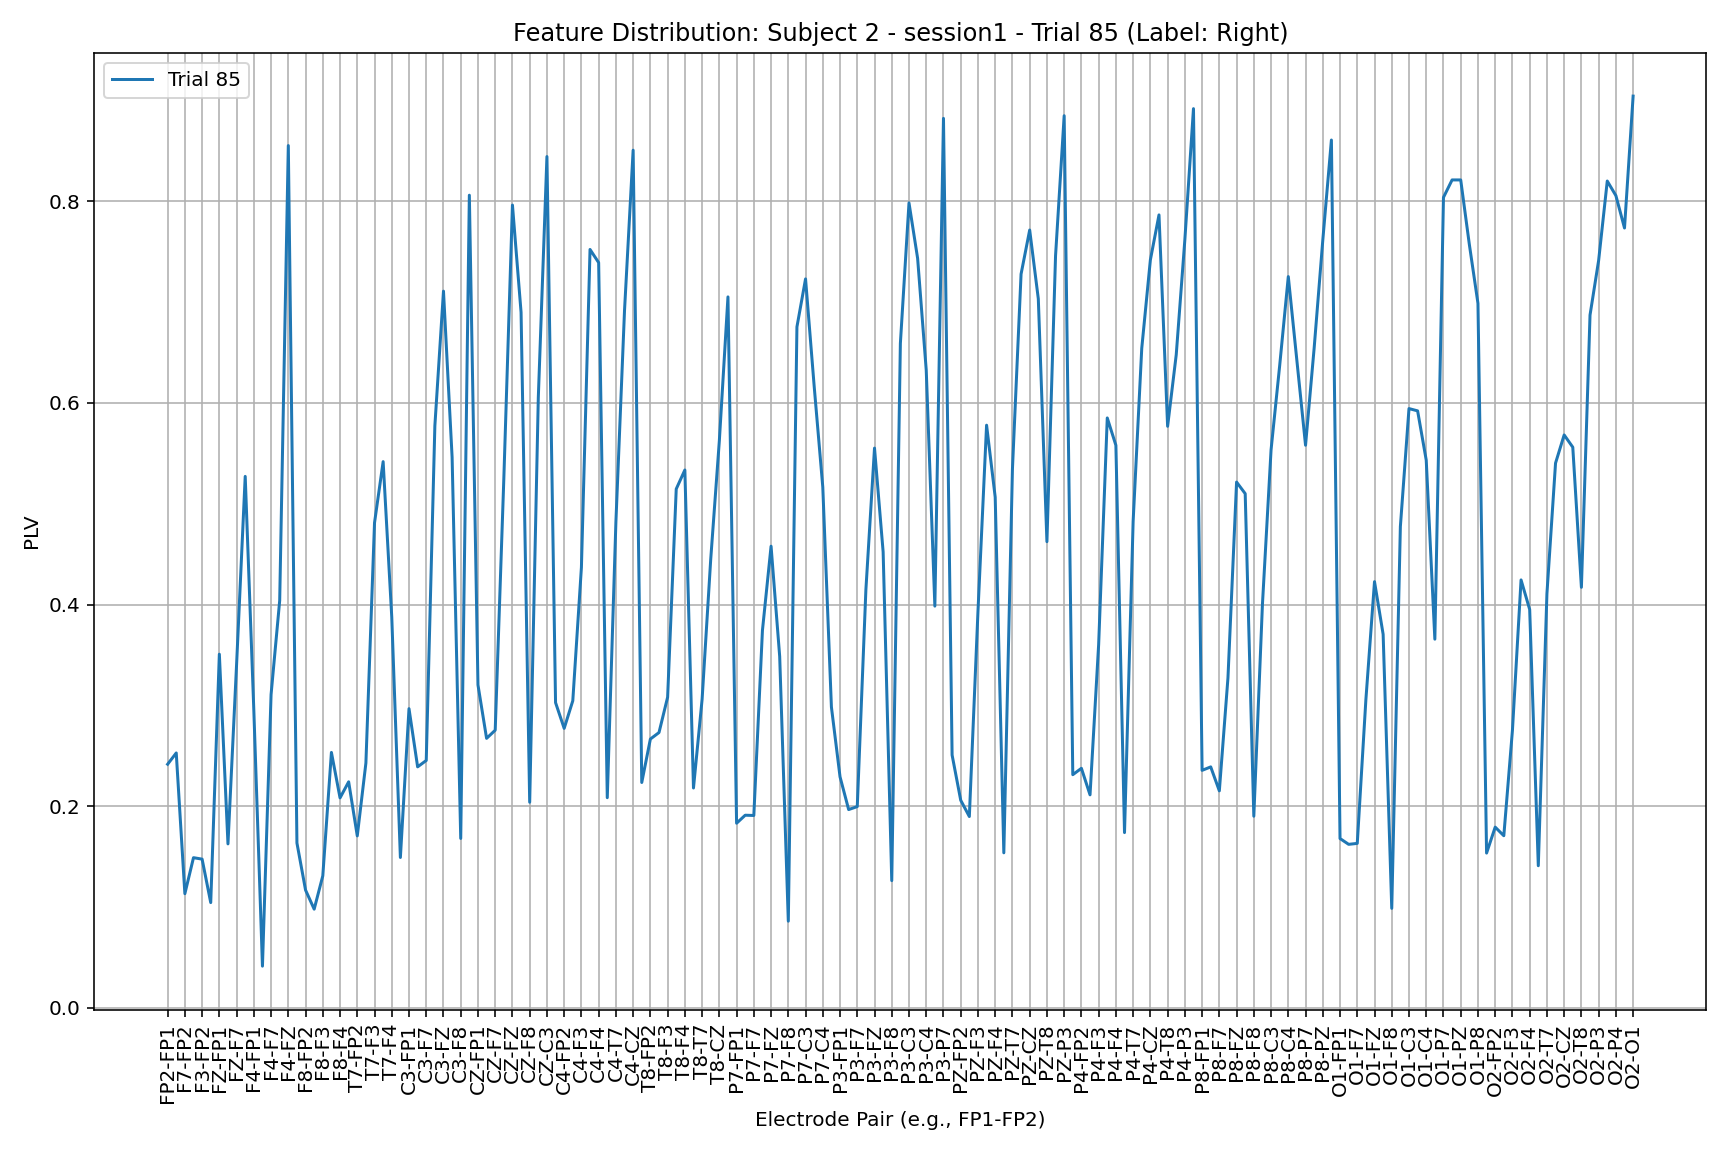 Feature Distribution: Subject 2 - session1 - Trial 85 (Label: Right)
Trial 85
PLV
0.8
0.6
0.4
0.2
0.0
FP2-FP1
F7-FP2
F3-FP2
FZ-FP1
FZ-F7
F4-FP1
F4-F7
F4-FZ
F8-FP2
F8-F3
F8-F4
T7-FP2
T7-F3
T7-F4
C3-FP1
C3-F7
C3-FZ
C3-F8
CZ-FP1
CZ-F7
CZ-FZ
CZ-F8
CZ-C3
C4-FP2
C4-F3
C4-F4
C4-T7
C4-CZ
T8-FP2
T8-F3
T8-F4
T8-T7
T8-CZ
P7-FP1
P7-F7
P7-FZ
P7-F8
P7-C3
P7-C4
P3-FP1
P3-F7
P3-FZ
P3-F8
P3-C3
P3-C4
P3-P7
PZ-FP2
PZ-F3
PZ-F4
PZ-T7
PZ-CZ
PZ-T8
PZ-P3
P4-FP2
P4-F3
P4-F4
P4-T7
P4-CZ
P4-T8
P4-P3
P8-FP1
P8-F7
P8-FZ
P8-F8
P8-C3
P8-C4
P8-P7
P8-PZ
O1-FP1
O1-F7
O1-FZ
O1-F8
O1-C3
O1-C4
O1-P7
O1-PZ
O1-P8
O2-FP2
O2-F3
O2-F4
O2-T7
O2-CZ
O2-T8
O2-P3
O2-P4
O2-O1
Electrode Pair (e.g., FP1-FP2)